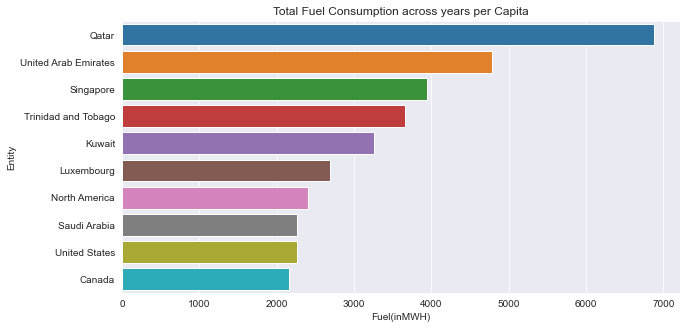 Total Fuel Consumption across years per Capita
Entity
Qatar
United Arab Emirates
Singapore
Trinidad and Tobago
Kuwait
Luxembourg
North America
Saudi Arabia
United States
Canada
0 1000 2000 3000 4000 5000 6000 7000
Fuel(inMWH)